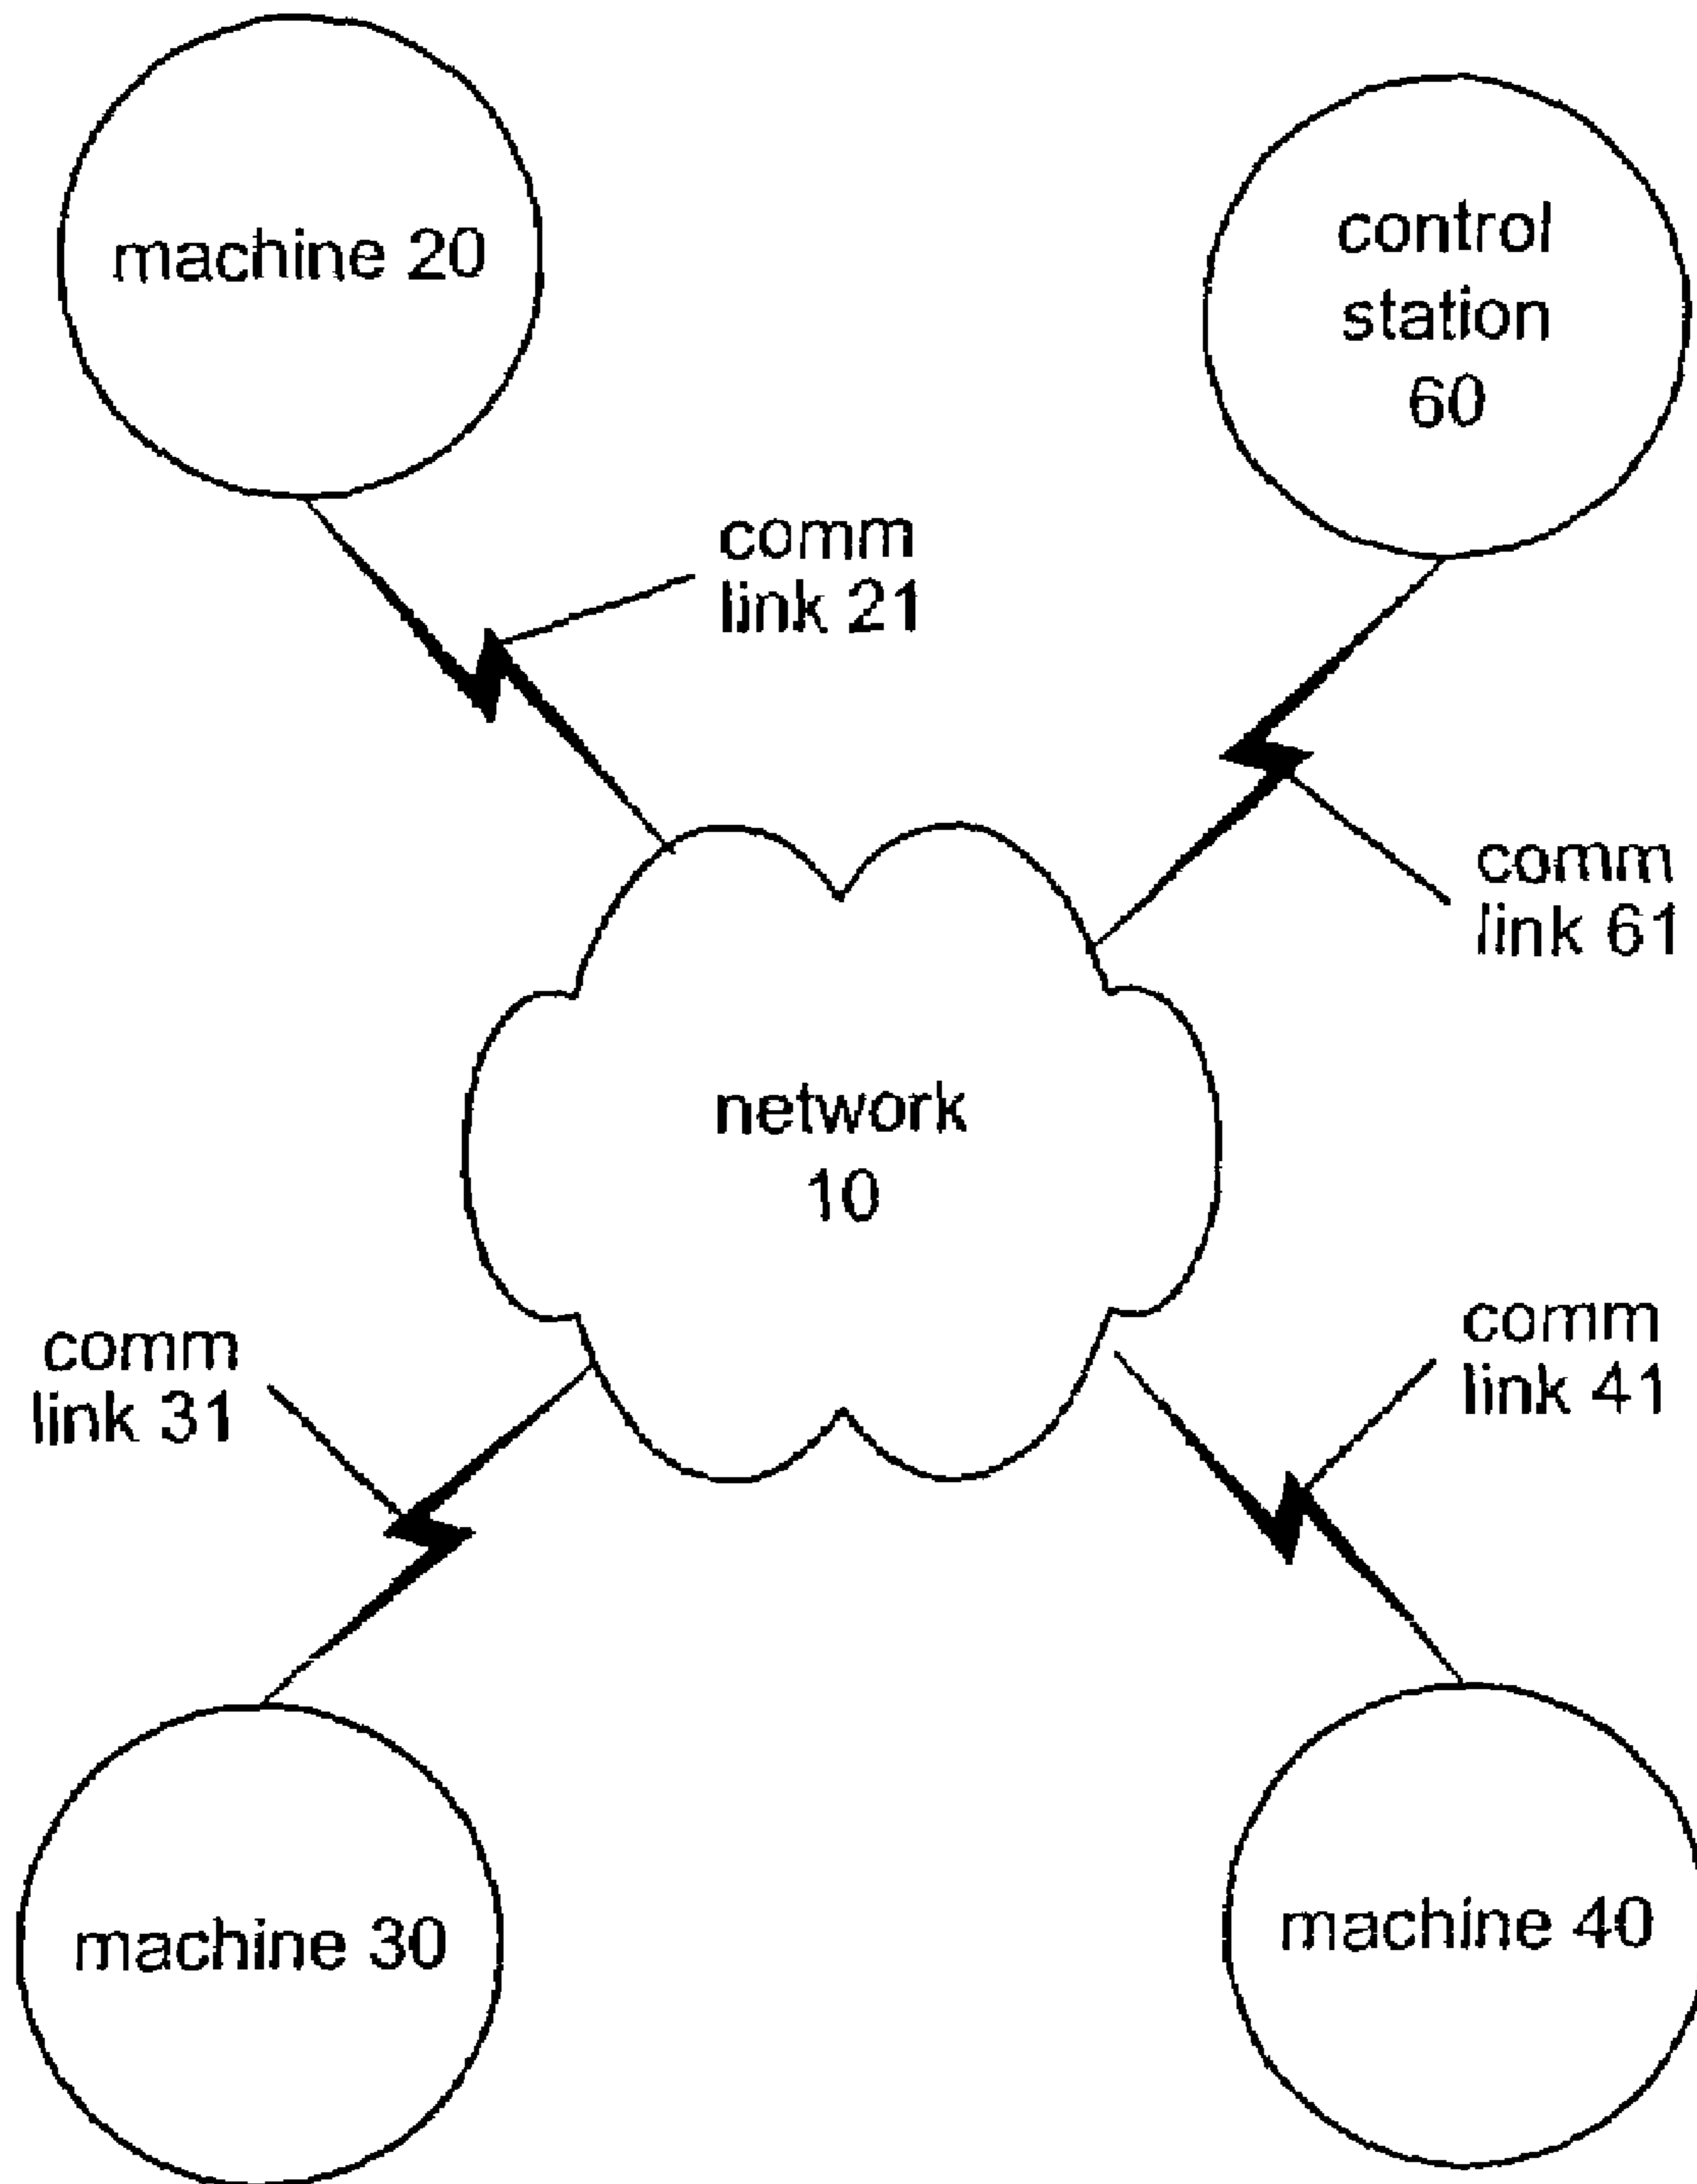 machine 20
control
station
60
comm
link 21
comm
link 61
network
10
comm
link 31
comm
link 41
machine 30
machine 40